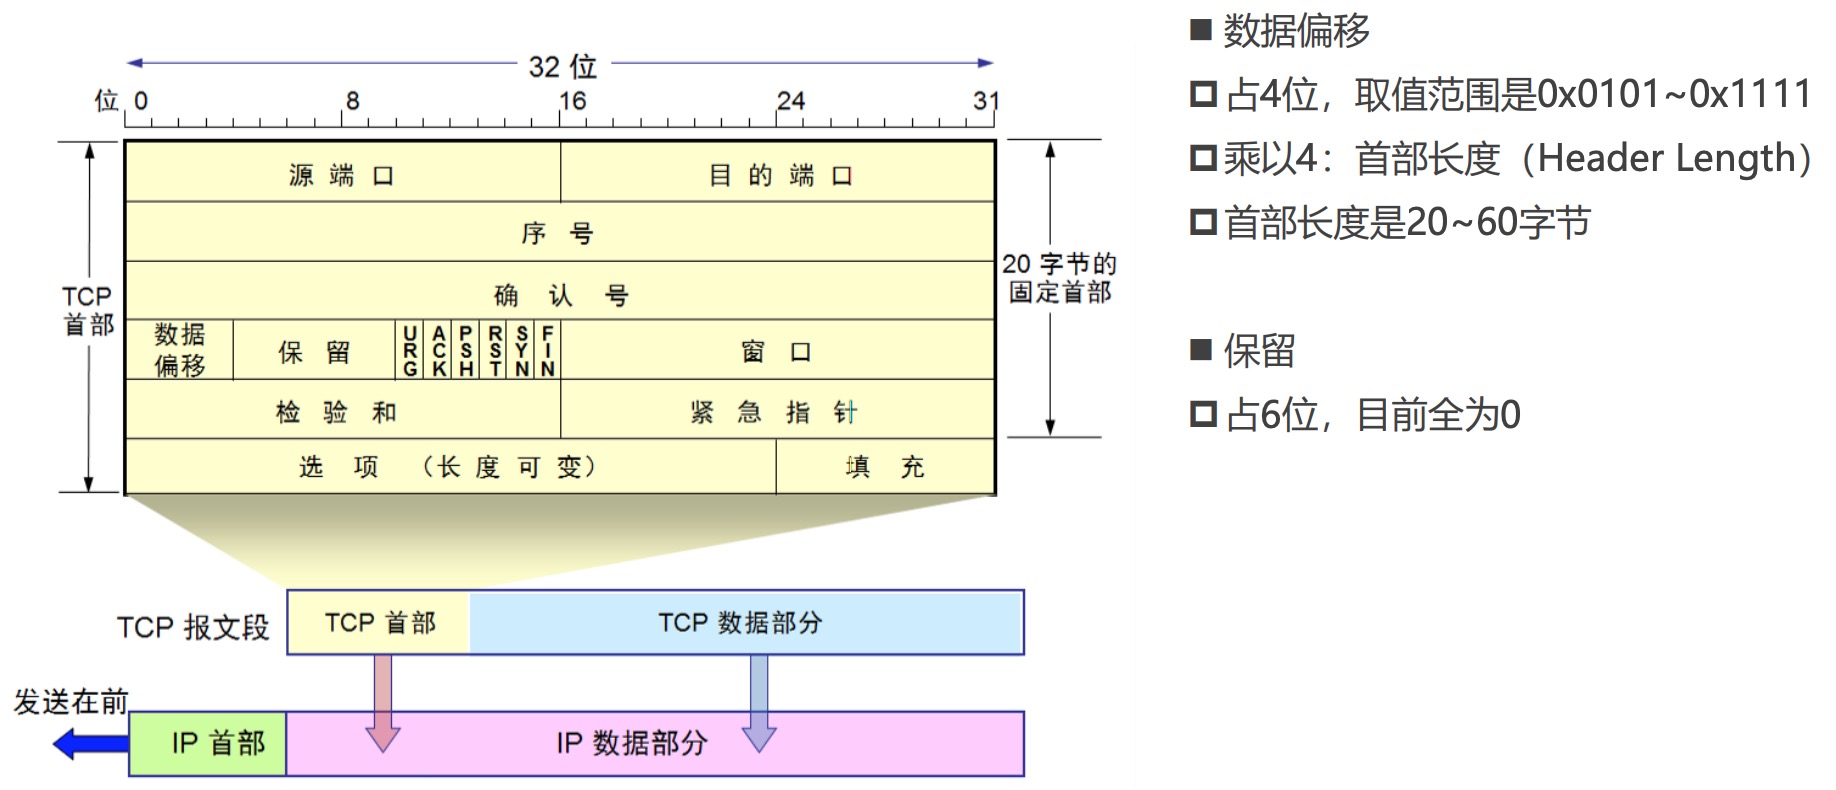 32 位
位 0 8 16 24 31
源 端 口 目 的 端 口
序 号
确 认 号
数据偏移 保 留 URG ACK PSH RST SYN FIN 窗 口
检 验 和 紧 急 指 针
选 项 （长 度 可 变） 填 充
TCP
首部
20 字节的
固定首部
TCP 报文段 TCP 首部 TCP 数据部分
发送在前
IP 首部 IP 数据部分
■ 数据偏移
占4位，取值范围是0x0101~0x1111
乘以4：首部长度（Header Length）
首部长度是20~60字节
■ 保留
占6位，目前全为0